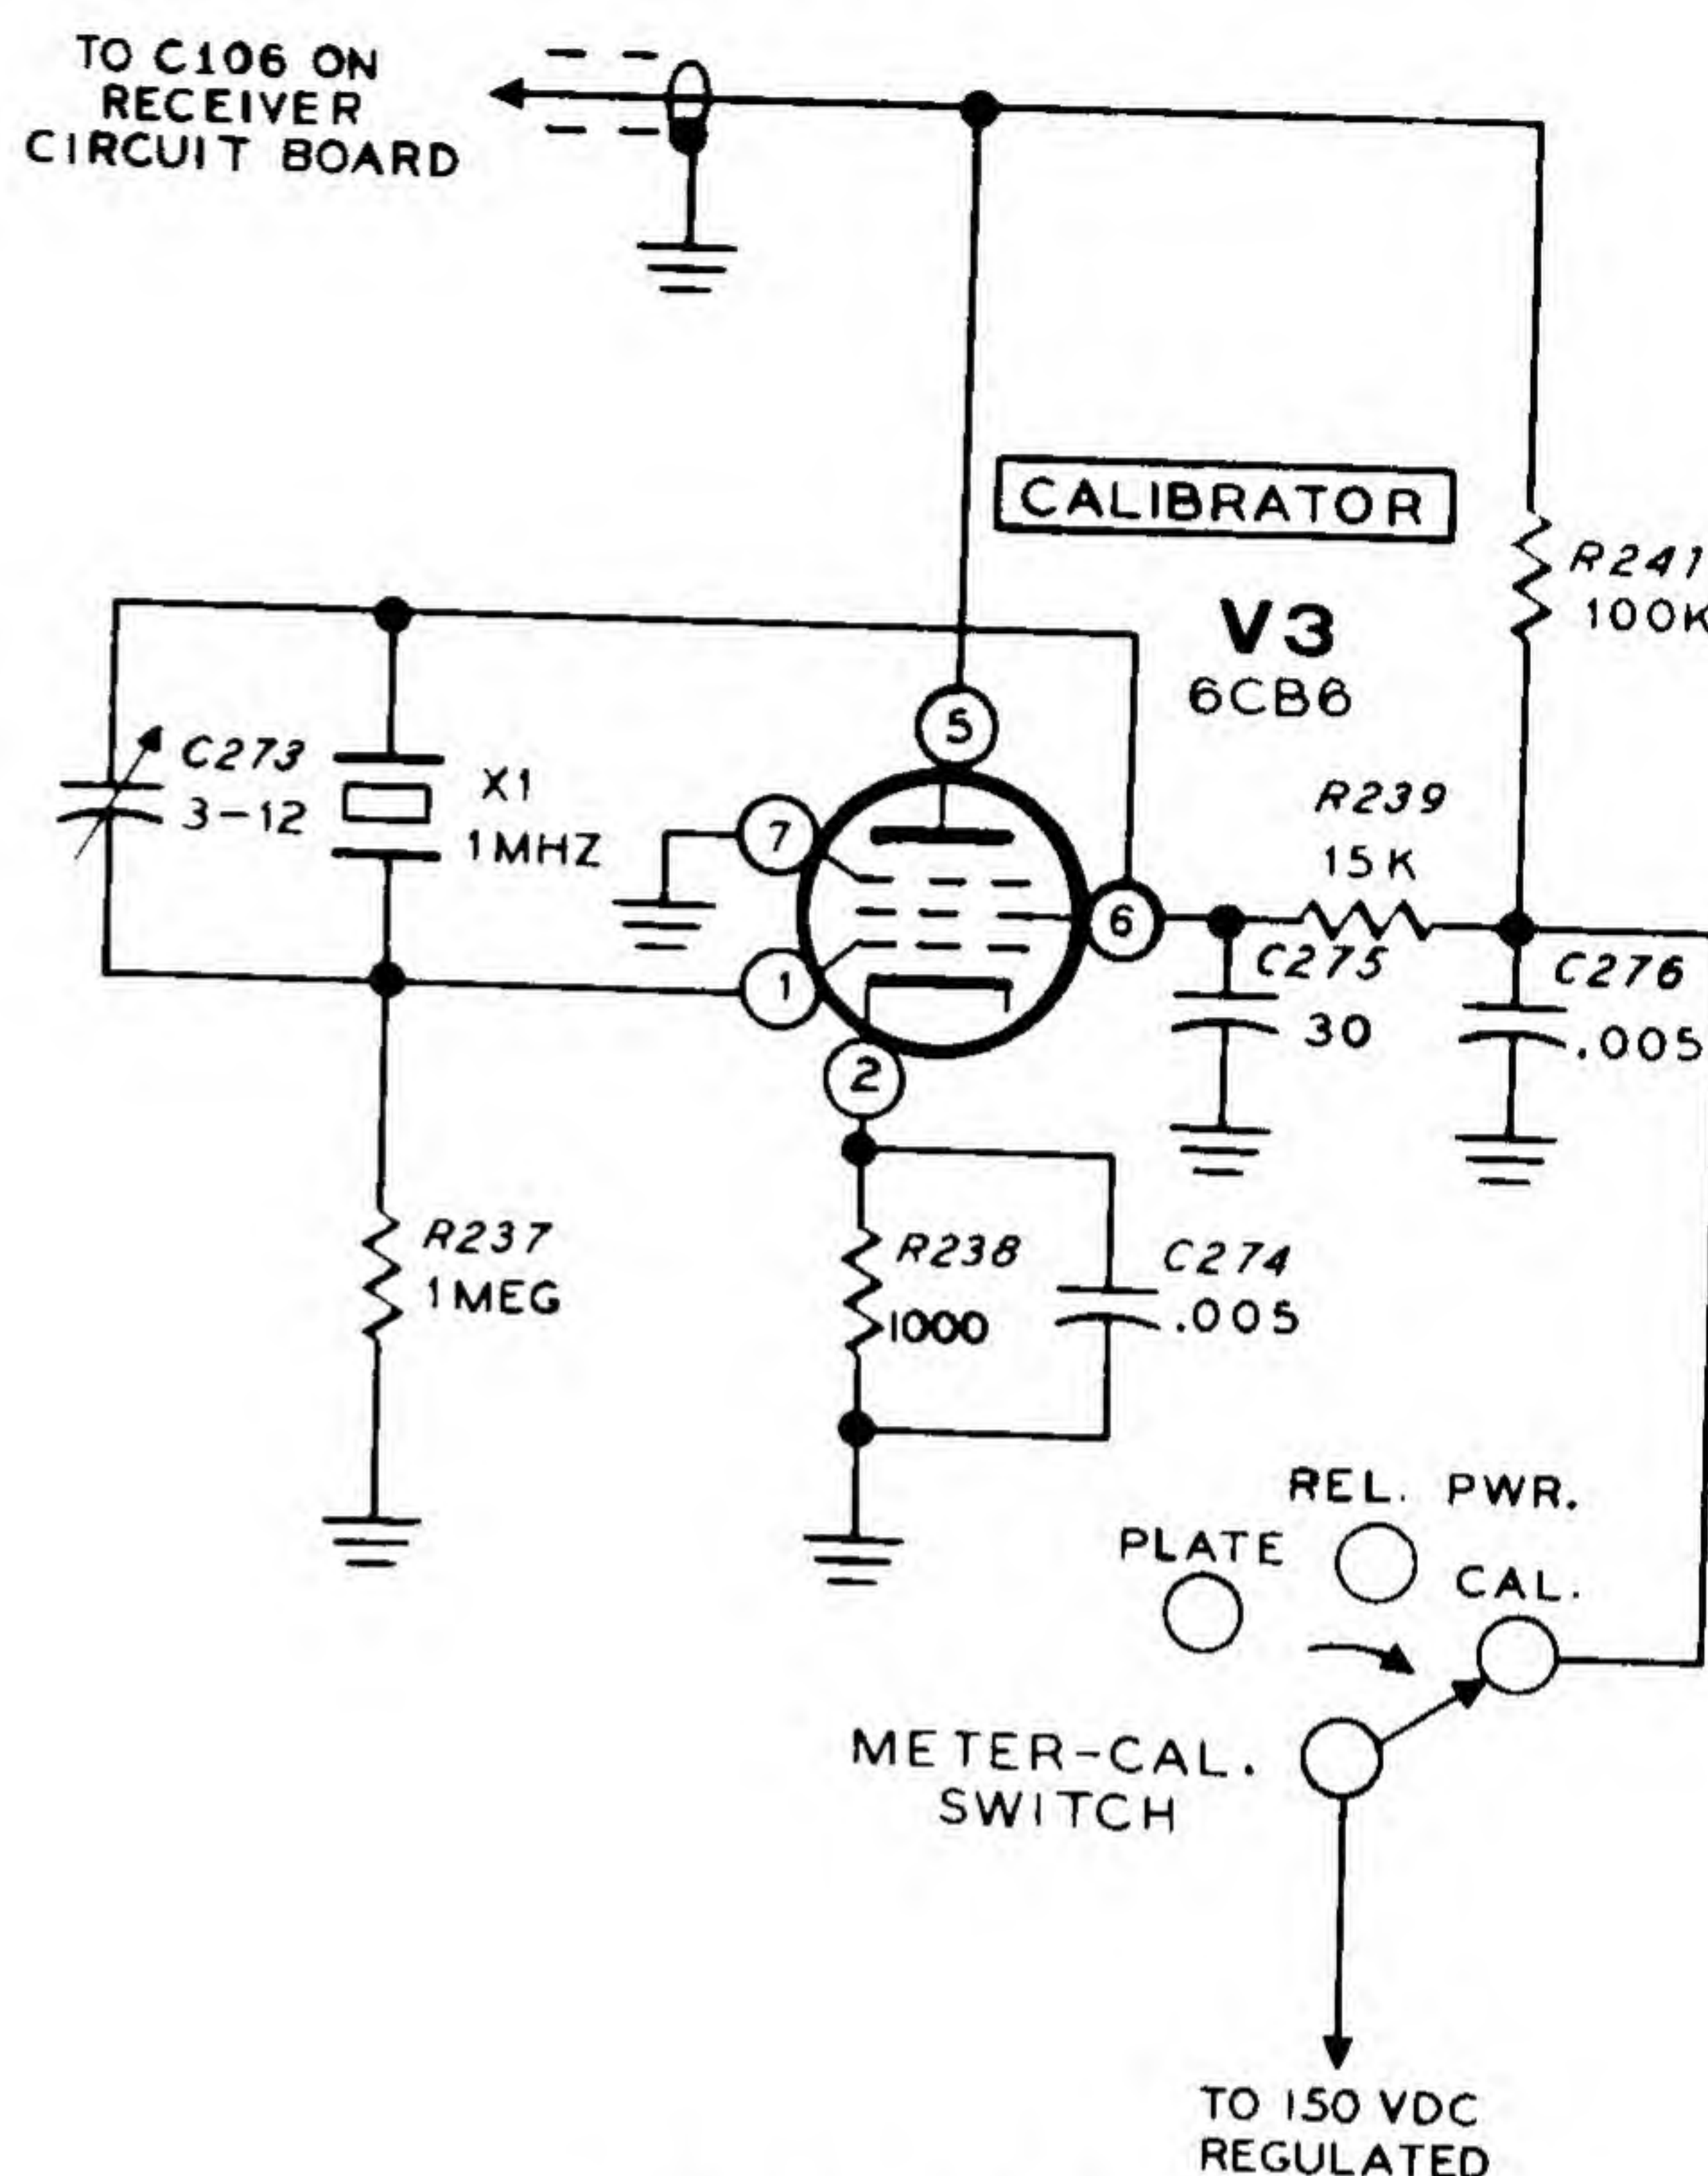 TO C106 ON
RECEIVER
CIRCUIT BOARD
CALIBRATOR
R241
100K
V3
6CB6
C273
3-12
X1
1MHZ
5
7
6
1
2
R239
15K
C275
30
C276
.005
R237
1MEG
R238
1000
C274
.005
REL. PWR.
PLATE
CAL.
METER-CAL.
SWITCH
TO 150 VDC
REGULATED